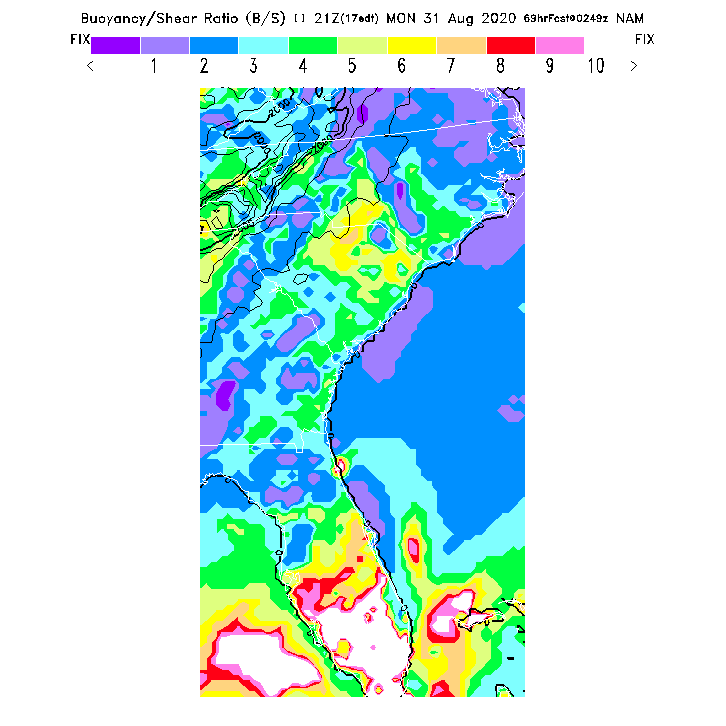 Buoyancy/Shear Ratio (B/S) [] 21Z(17edt) MON 31 Aug 2020 69hrFcst@0249z NAM
FIX FIX
< 1 2 3 4 5 6 7 8 9 10 >